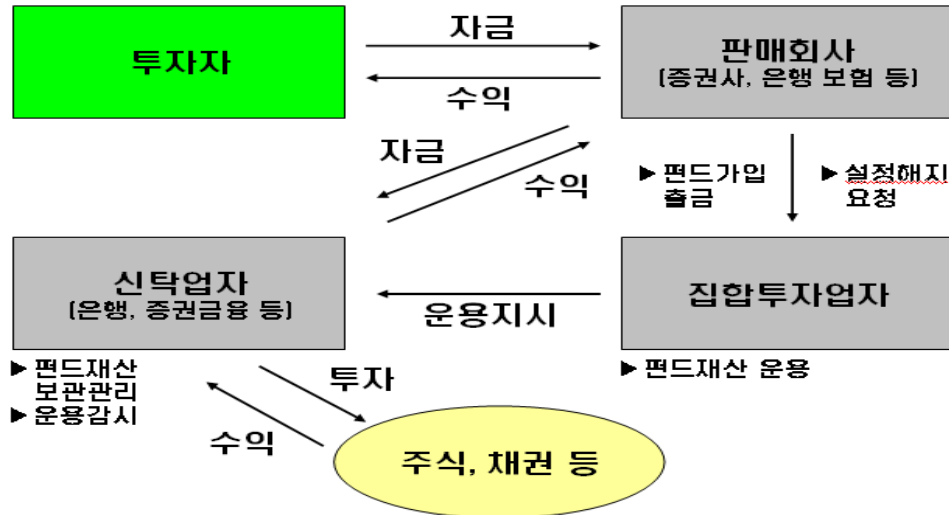 투자자
자금
수익
판매회사
(증권사, 은행 보험 등)
자금
수익
▶ 펀드가입
출금
▶ 설정해지
요청
신탁업자
(은행, 증권금융 등)
운용지시
집합투자업자
▶ 펀드재산
보관관리
▶ 운용감시
투자
수익
▶ 펀드재산 운용
주식, 채권 등